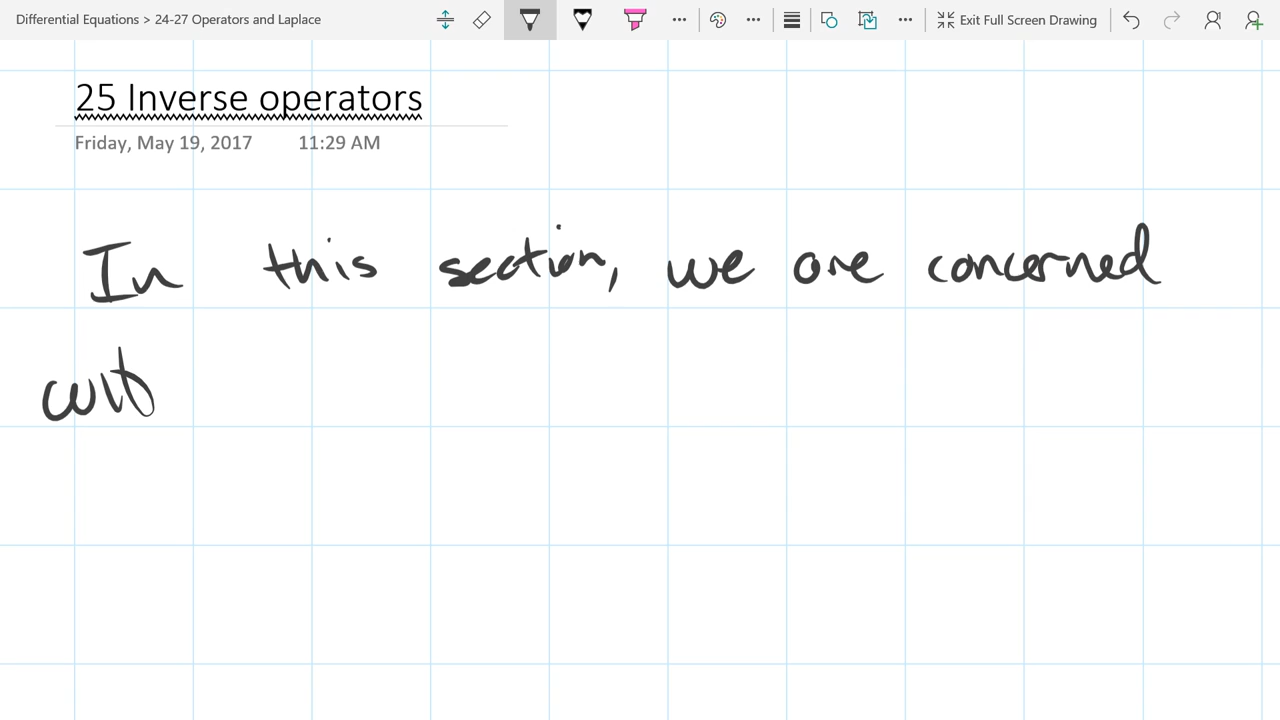 Differential Equations > 24-27 Operators and Laplace
Exit Full Screen Drawing
25 Inverse operators
Friday, May 19, 2017 11:29 AM
In this section, we are concerned